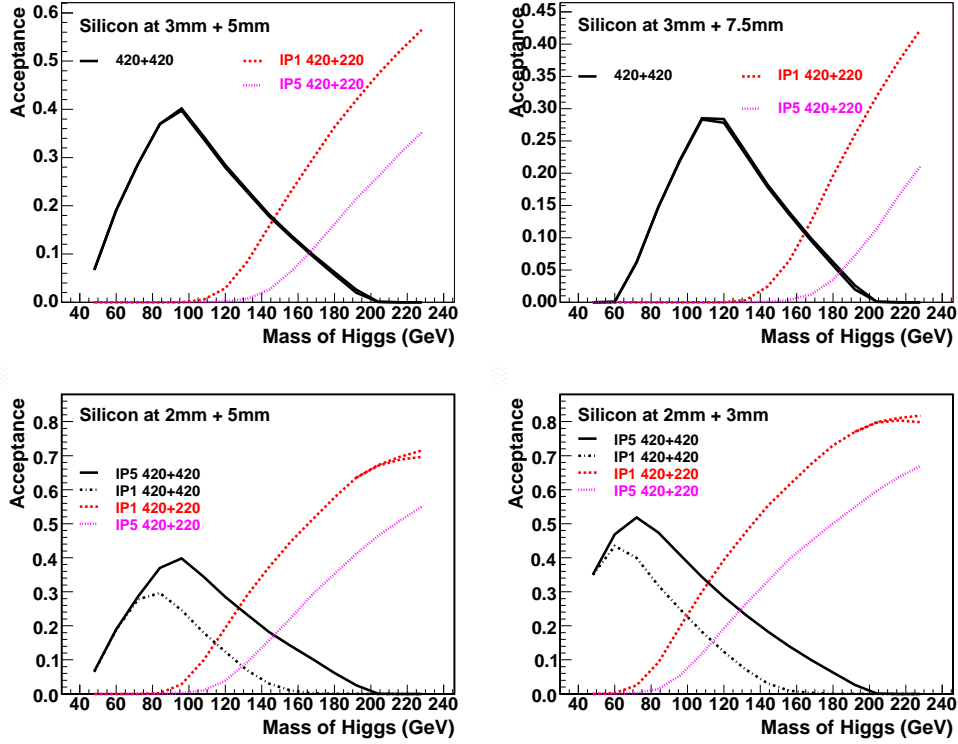 Silicon at 3mm + 5mm
420+420
IP1 420+220
IP5 420+220
Acceptance
0.6
0.5
0.4
0.3
0.2
0.1
0.0
40 60 80 100 120 140 160 180 200 220 240
Mass of Higgs (GeV)
Silicon at 3mm + 7.5mm
420+420
IP1 420+220
IP5 420+220
Acceptance
0.45
0.40
0.35
0.30
0.25
0.20
0.15
0.10
0.05
0.00
40 60 80 100 120 140 160 180 200 220 240
Mass of Higgs (GeV)
Silicon at 2mm + 5mm
IP5 420+420
IP1 420+420
IP1 420+220
IP5 420+220
Acceptance
0.8
0.7
0.6
0.5
0.4
0.3
0.2
0.1
0.0
40 60 80 100 120 140 160 180 200 220 240
Mass of Higgs (GeV)
Silicon at 2mm + 3mm
IP5 420+420
IP1 420+420
IP1 420+220
IP5 420+220
Acceptance
0.8
0.7
0.6
0.5
0.4
0.3
0.2
0.1
0.0
40 60 80 100 120 140 160 180 200 220 240
Mass of Higgs (GeV)